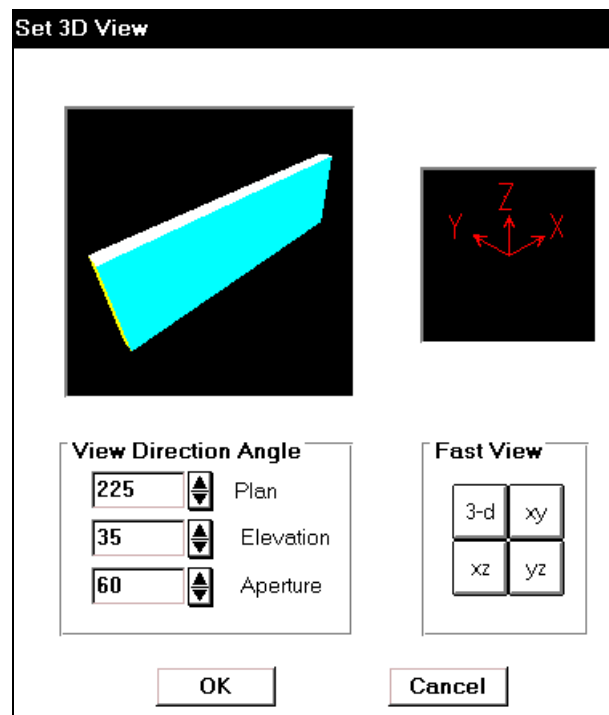 Set 3D View
Z
Y X
View Direction Angle
225 Plan
35 Elevation
60 Aperture
Fast View
3-d xy
xz yz
OK Cancel